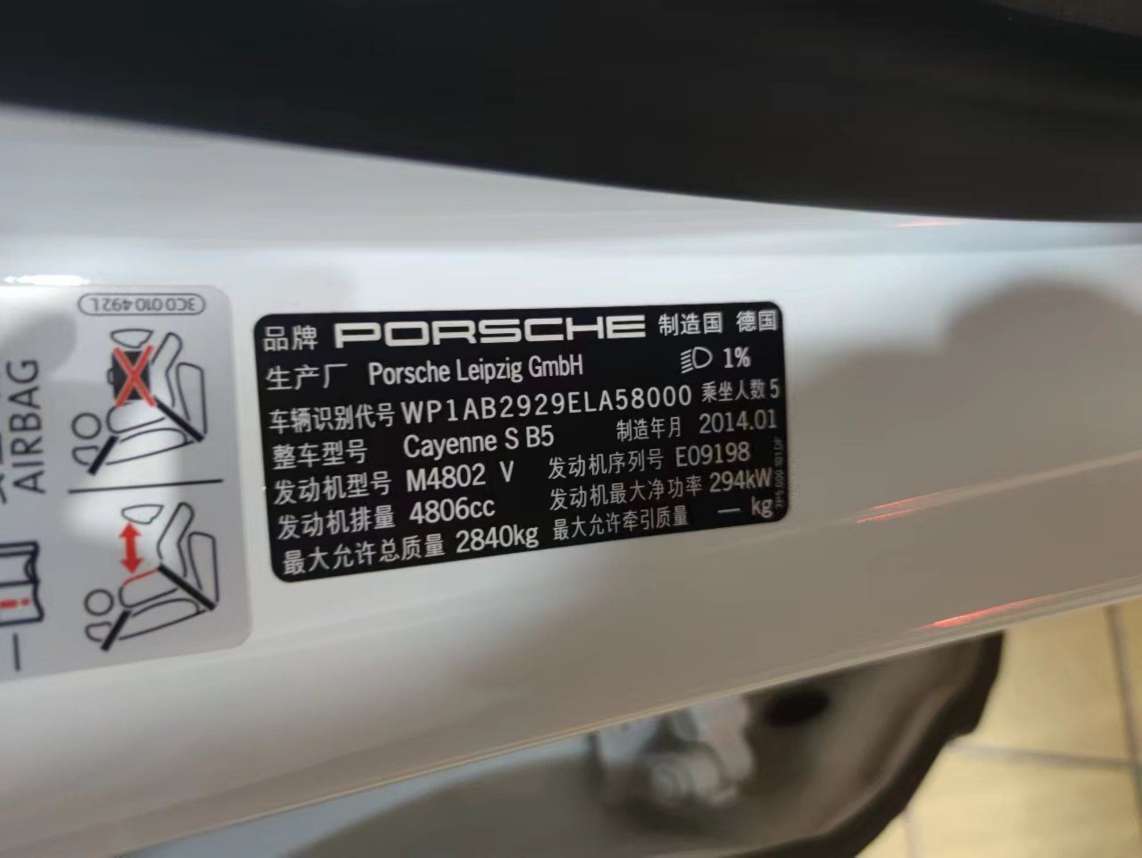 3C0 010 492 L
AIRBAG
品牌 PORSCHE 制造国 德国
生产厂 Porsche Leipzig GmbH 1%
车辆识别代号 WP1AB2929ELA58000 乘坐人数 5
整车型号 Cayenne S B5 制造年月 2014.01
发动机型号 M4802 V 发动机序列号 E09198
发动机排量 4806cc 发动机最大净功率 294kW
最大允许总质量 2840kg 最大允许牵引质量 — kg